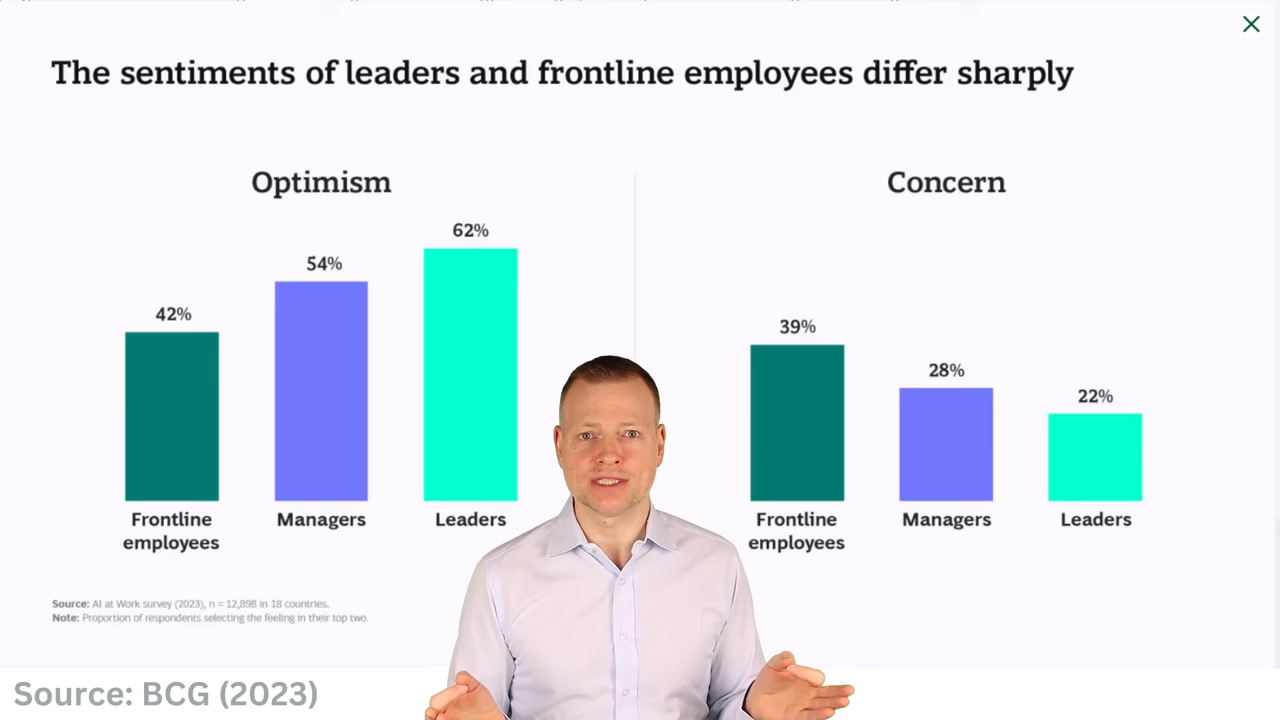 The sentiments of leaders and frontline employees differ sharply
Optimism
42%
54%
62%
Frontline
employees
Managers
Leaders
Concern
39%
28%
22%
Frontline
employees
Managers
Leaders
Source: AI at Work survey (2023), n = 12,898 in 18 countries.
Note: Proportion of respondents selecting the feeling in their top two.
Source: BCG (2023)